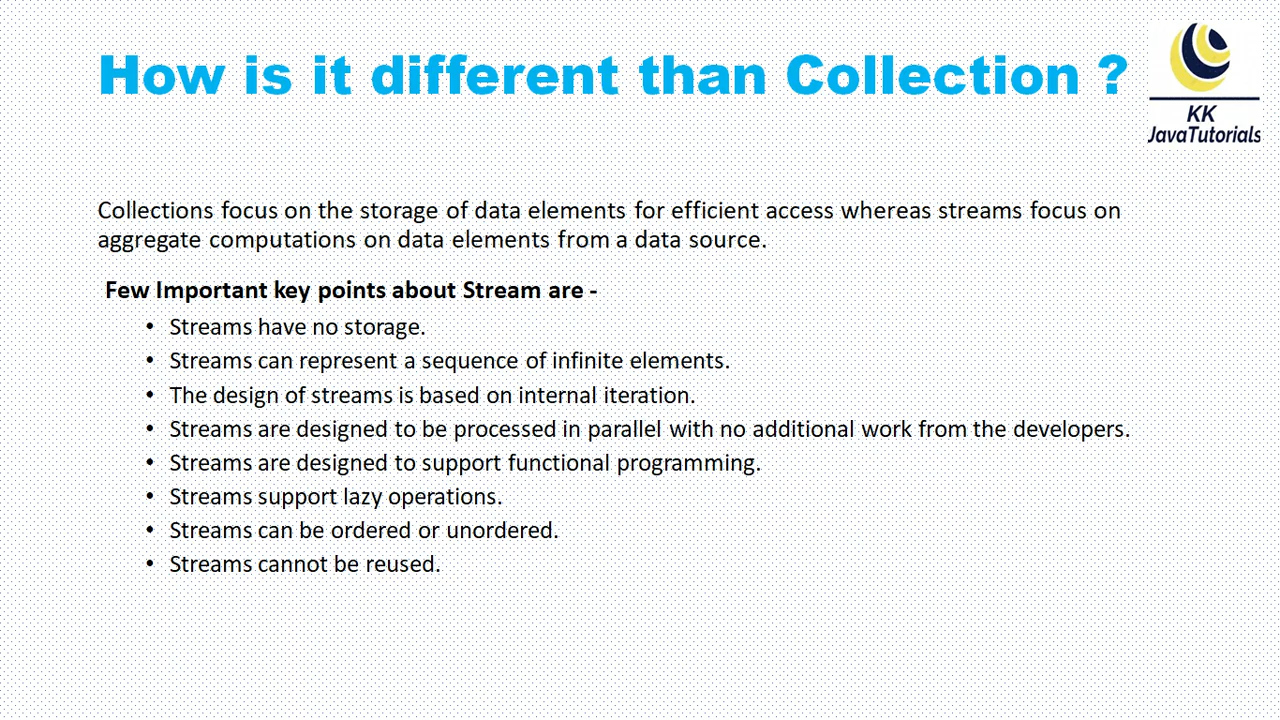 How is it different than Collection ?
KK
JavaTutorials
Collections focus on the storage of data elements for efficient access whereas streams focus on
aggregate computations on data elements from a data source.
Few Important key points about Stream are -
• Streams have no storage.
• Streams can represent a sequence of infinite elements.
• The design of streams is based on internal iteration.
• Streams are designed to be processed in parallel with no additional work from the developers.
• Streams are designed to support functional programming.
• Streams support lazy operations.
• Streams can be ordered or unordered.
• Streams cannot be reused.